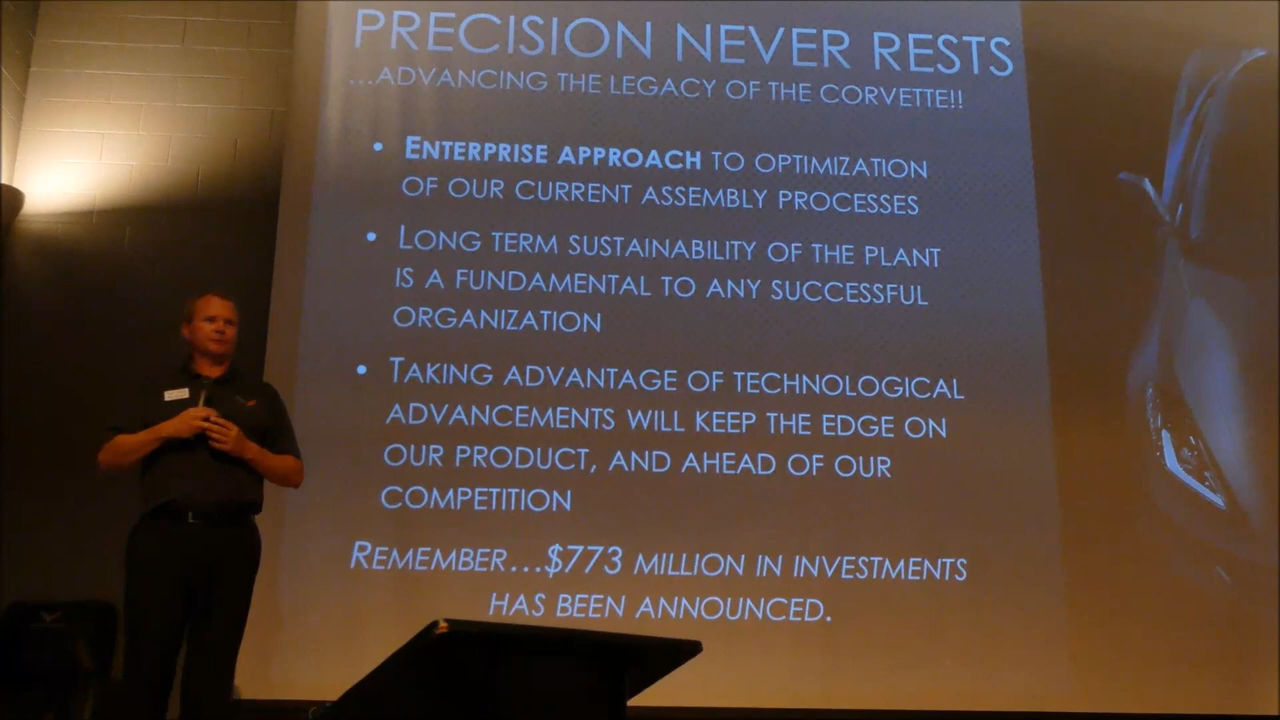 PRECISION NEVER RESTS
...ADVANCING THE LEGACY OF THE CORVETTE!!
• ENTERPRISE APPROACH TO OPTIMIZATION
OF OUR CURRENT ASSEMBLY PROCESSES
• LONG TERM SUSTAINABILITY OF THE PLANT
IS A FUNDAMENTAL TO ANY SUCCESSFUL
ORGANIZATION
• TAKING ADVANTAGE OF TECHNOLOGICAL
ADVANCEMENTS WILL KEEP THE EDGE ON
OUR PRODUCT, AND AHEAD OF OUR
COMPETITION
REMEMBER...$773 MILLION IN INVESTMENTS
HAS BEEN ANNOUNCED.